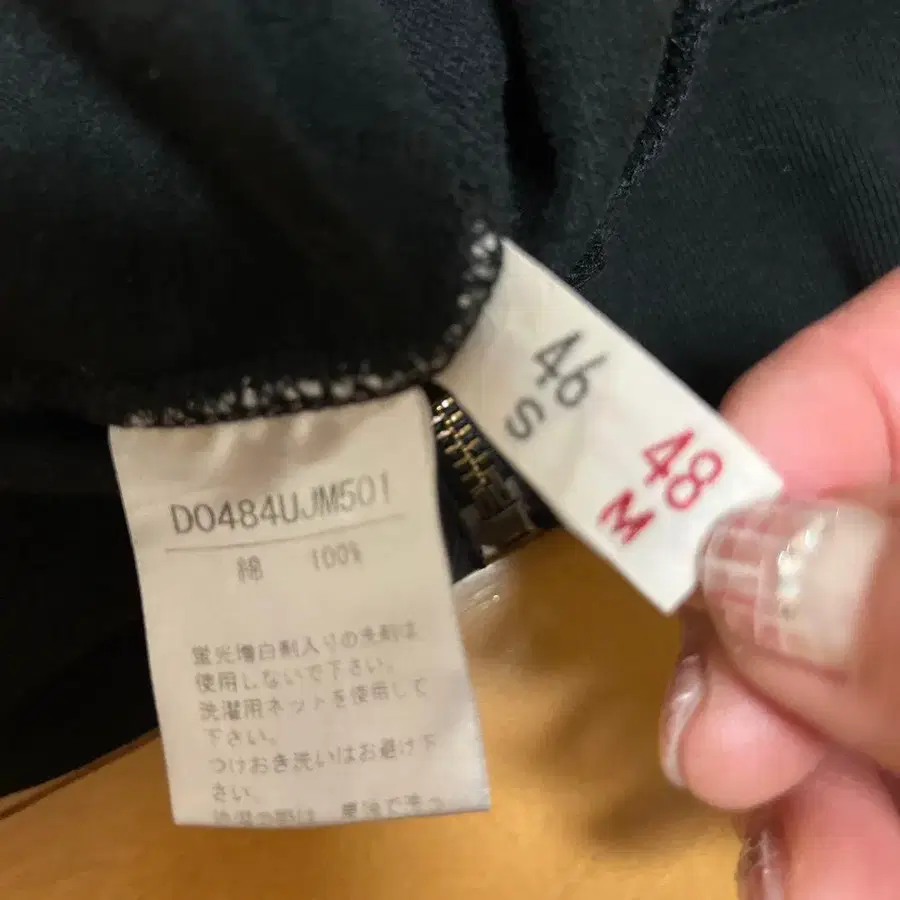 D0484UJM501
綿 100%
蛍光増白剤入りの洗剤は
使用しないで下さい。
洗濯用ネットを使用して
下さい。
つけおき洗いはお避け下
さい。
46
S
48
M